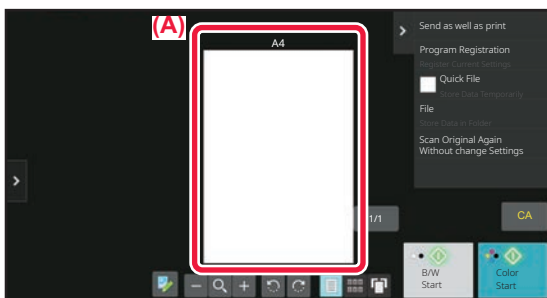 (A)
A4
Send as well as print
Program Registration
Register Current Settings
Quick File
Store Data Temporarily
File
Store Data in Folder
Scan Original Again
Without change Settings
1/1
CA
B/W
Start
Color
Start